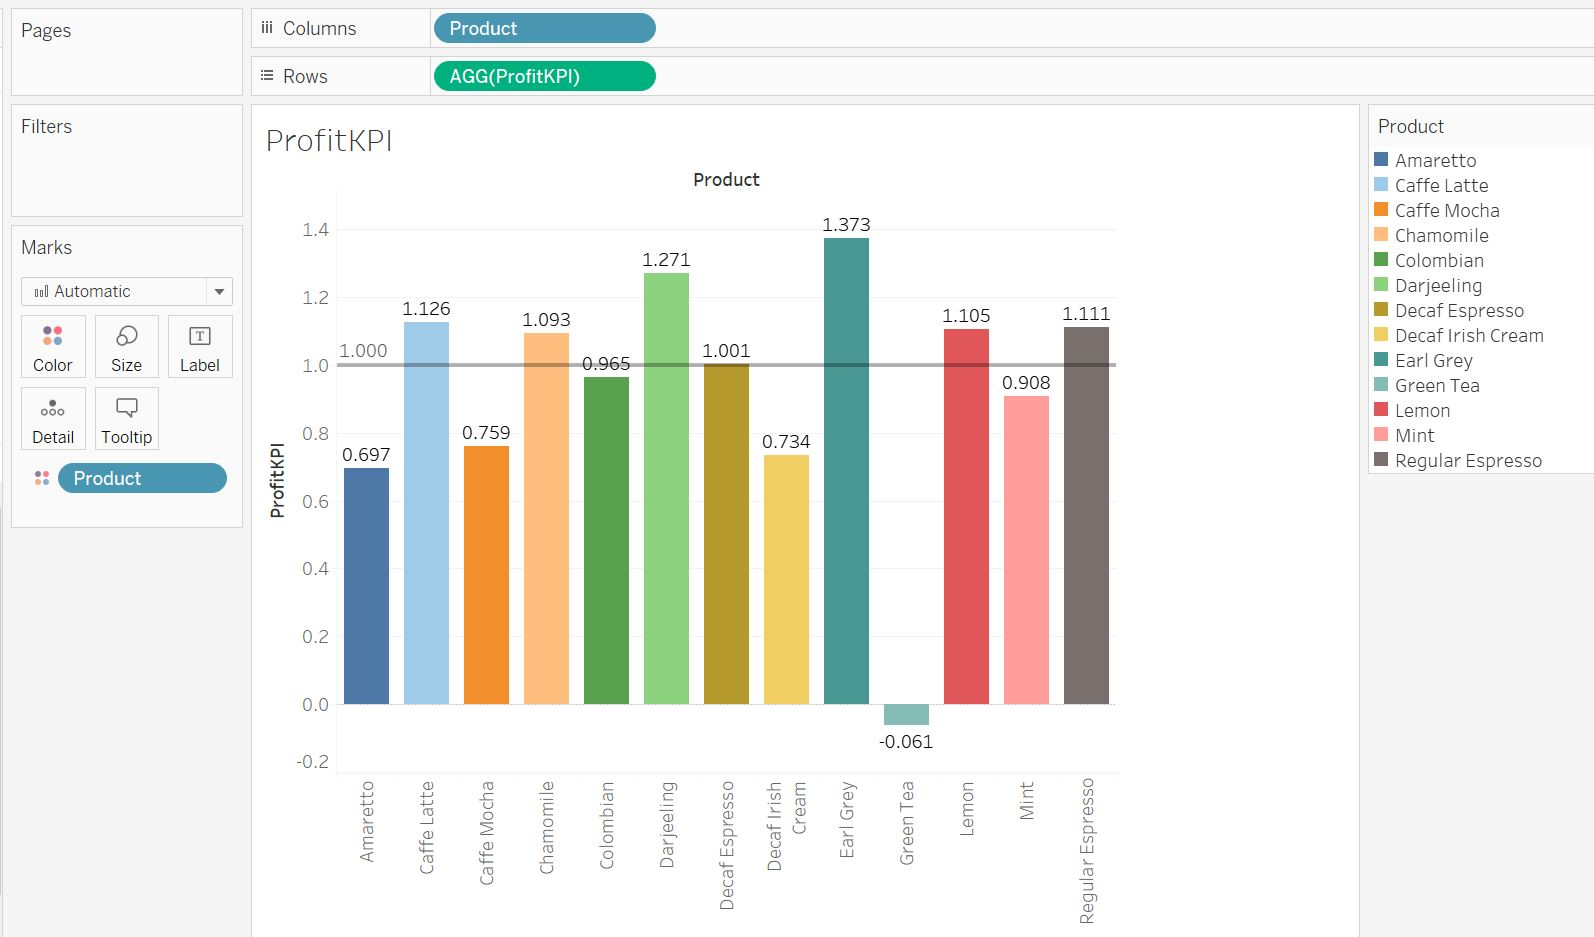 Pages
Columns
Product
Rows
AGG(ProfitKPI)
Filters
Marks
Automatic
Color
Size
T
Label
Detail
Tooltip
Product
ProfitKPI
Product
ProfitKPI
1.4
1.2
1.0
0.8
0.6
0.4
0.2
0.0
-0.2
1.000
0.697
1.126
0.759
1.093
0.965
1.271
1.001
0.734
1.373
-0.061
1.105
0.908
1.111
Amaretto
Caffe Latte
Caffe Mocha
Chamomile
Colombian
Darjeeling
Decaf Espresso
Decaf Irish
Cream
Earl Grey
Green Tea
Lemon
Mint
Regular Espresso
Product
Amaretto
Caffe Latte
Caffe Mocha
Chamomile
Colombian
Darjeeling
Decaf Espresso
Decaf Irish Cream
Earl Grey
Green Tea
Lemon
Mint
Regular Espresso